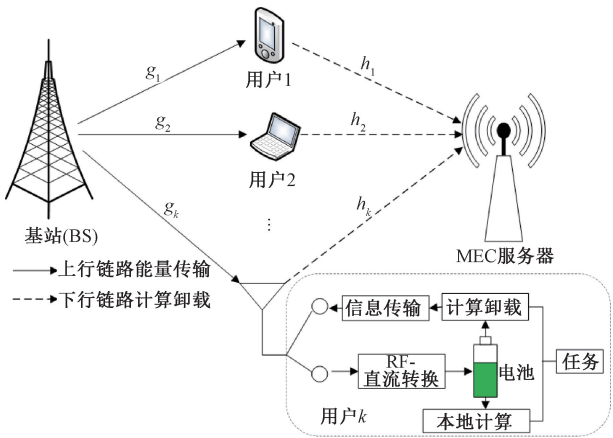 g₁
用户1
h₁
g₂
用户2
h₂
gₖ
⋮
hₖ
基站(BS)
MEC服务器
上行链路能量传输
下行链路计算卸载
信息传输
计算卸载
RF-
直流转换
电池
任务
本地计算
用户k